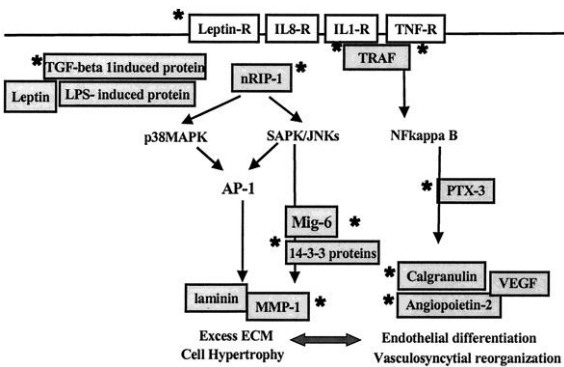 * Leptin-R IL8-R IL1-R TNF-R
* TGF-beta 1induced protein
* TRAF *
Leptin LPS- induced protein
nRIP-1 *
p38MAPK SAPK/JNKs NFkappa B
AP-1
* PTX-3
Mig-6 *
* 14-3-3 proteins
* Calgranulin
VEGF
laminin
MMP-1 *
* Angiopoietin-2
Excess ECM
Cell Hypertrophy
Endothelial differentiation
Vasculosyncytial reorganization